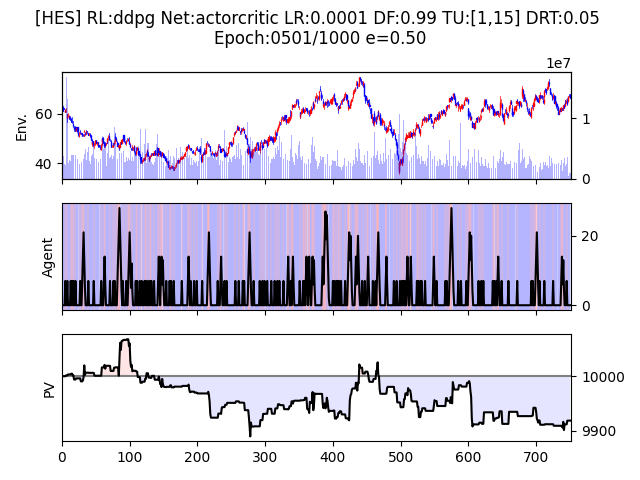 [HES] RL:ddpg Net:actorcritic LR:0.0001 DF:0.99 TU:[1,15] DRT:0.05
Epoch:0501/1000 e=0.50
1e7
Env.
60
40
1
0
Agent
20
0
PV
10000
9900
0 100 200 300 400 500 600 700